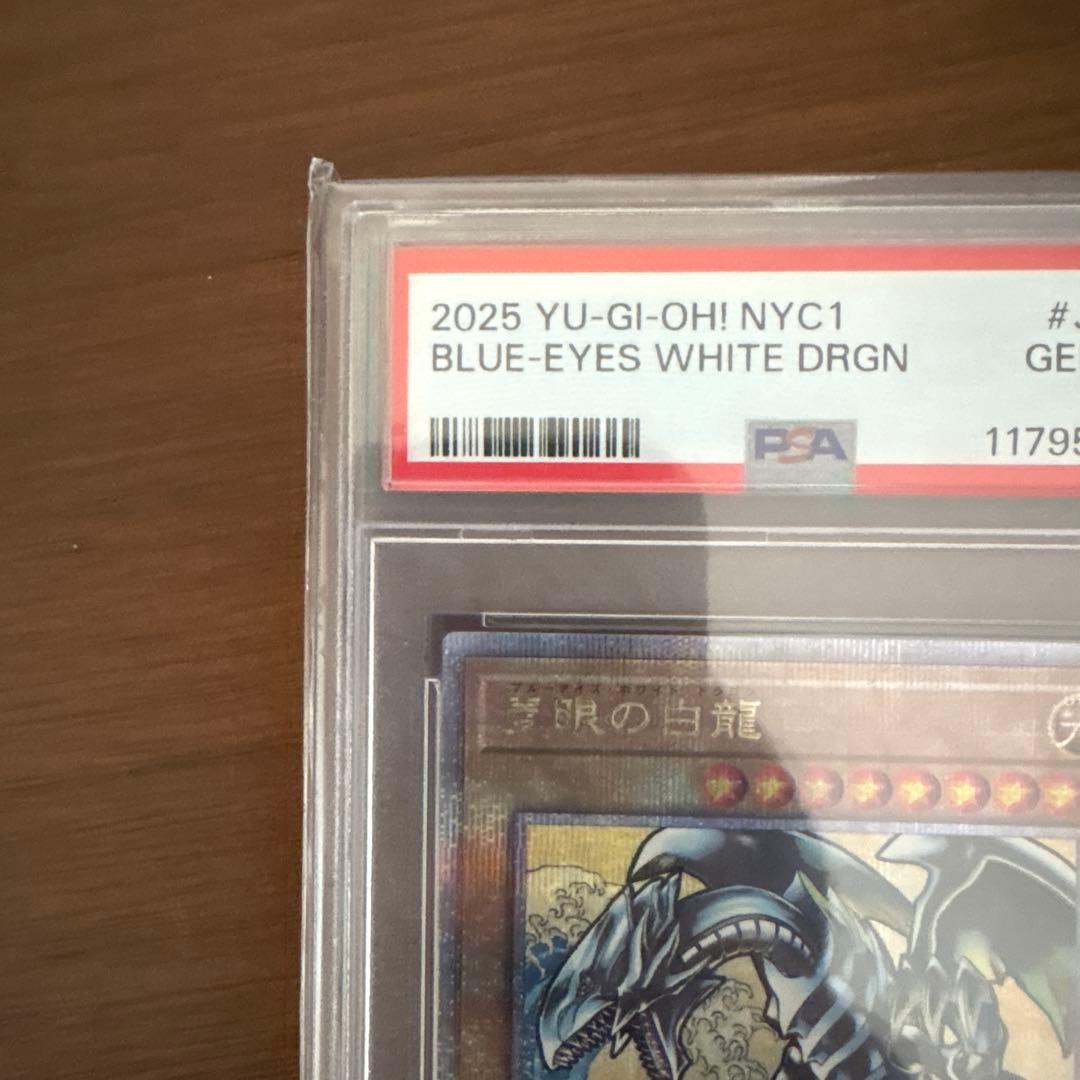 2025 YU-GI-OH! NYC1
BLUE-EYES WHITE DRGN
GE
PSA
11795
ブルーアイズ・ホワイト・ドラゴ
青眼の白龍